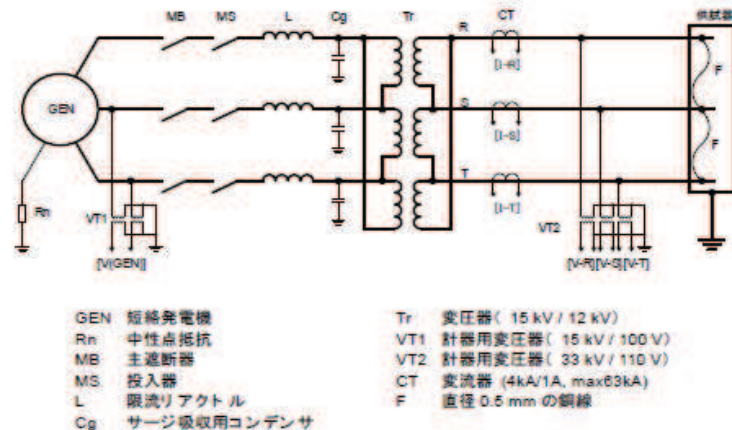 MB MS L Cg Tr R CT 供試器
[I-R]
F
GEN
S
[I-S]
F
T
[I-T]
Rn
VT1
VT2
[V(GEN)]
[V-R][V-S][V-T]
GEN 短絡発電機
Rn 中性点抵抗
MB 主遮断器
MS 投入器
L 限流リアクトル
Cg サージ吸収用コンデンサ
Tr 変圧器( 15 kV / 12 kV)
VT1 計器用変圧器( 15 kV / 100 V)
VT2 計器用変圧器( 33 kV / 110 V)
CT 変流器 (4kA/1A, max63kA)
F 直径 0.5 mm の銅線